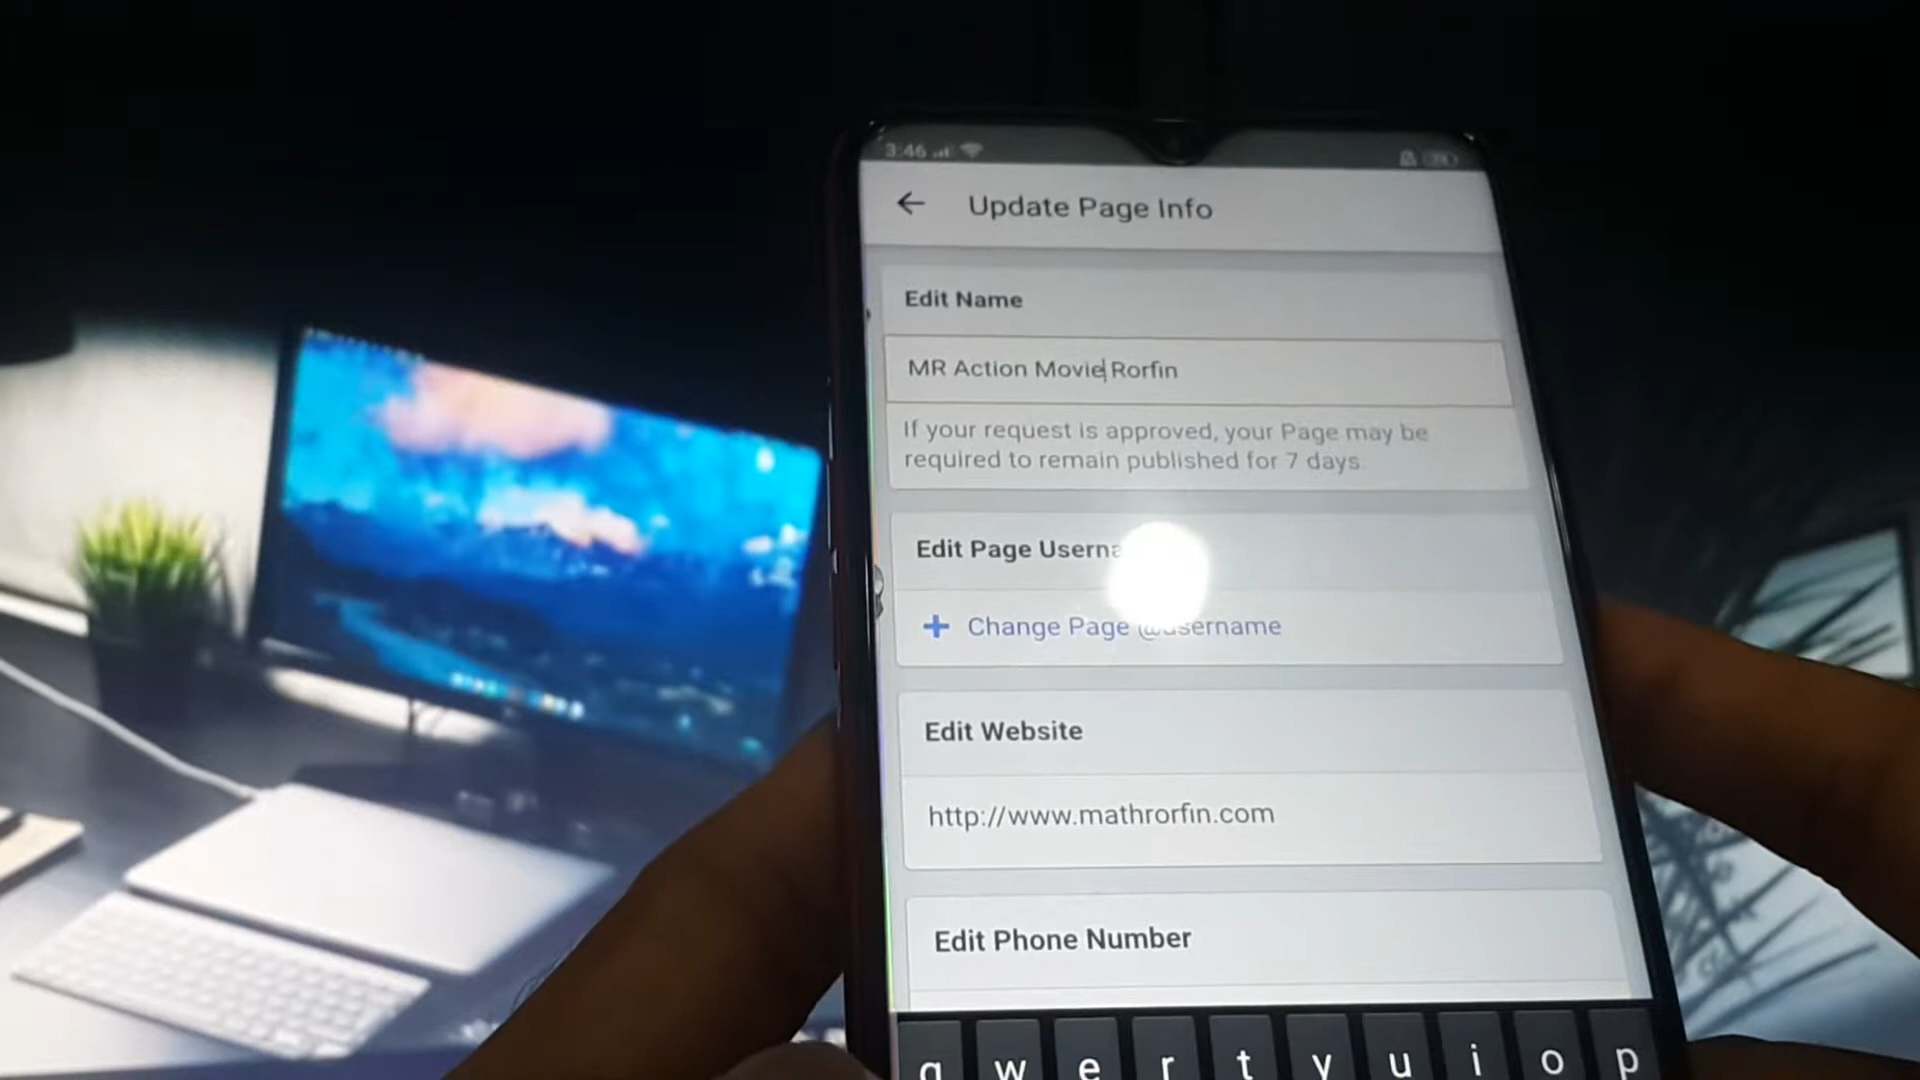 3:46
Update Page Info
Edit Name
MR Action Movie Rorfin
If your request is approved, your Page may be
required to remain published for 7 days.
Edit Page
Change Page
Edit Website
http://www.mathrorfin.com
Edit Phone Number
q w e r t y u i o p